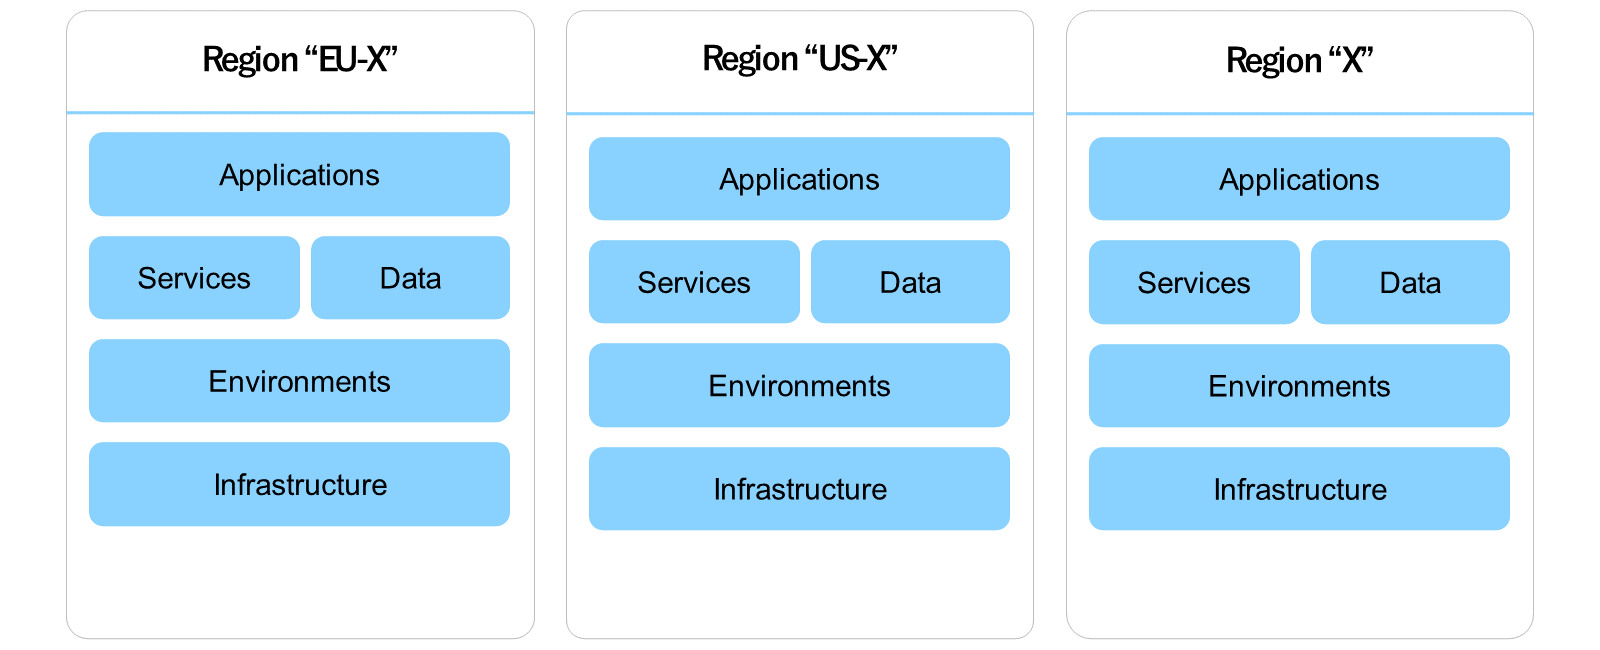 Region “EU-X”
Applications
Services
Data
Environments
Infrastructure
Region “US-X”
Applications
Services
Data
Environments
Infrastructure
Region “X”
Applications
Services
Data
Environments
Infrastructure